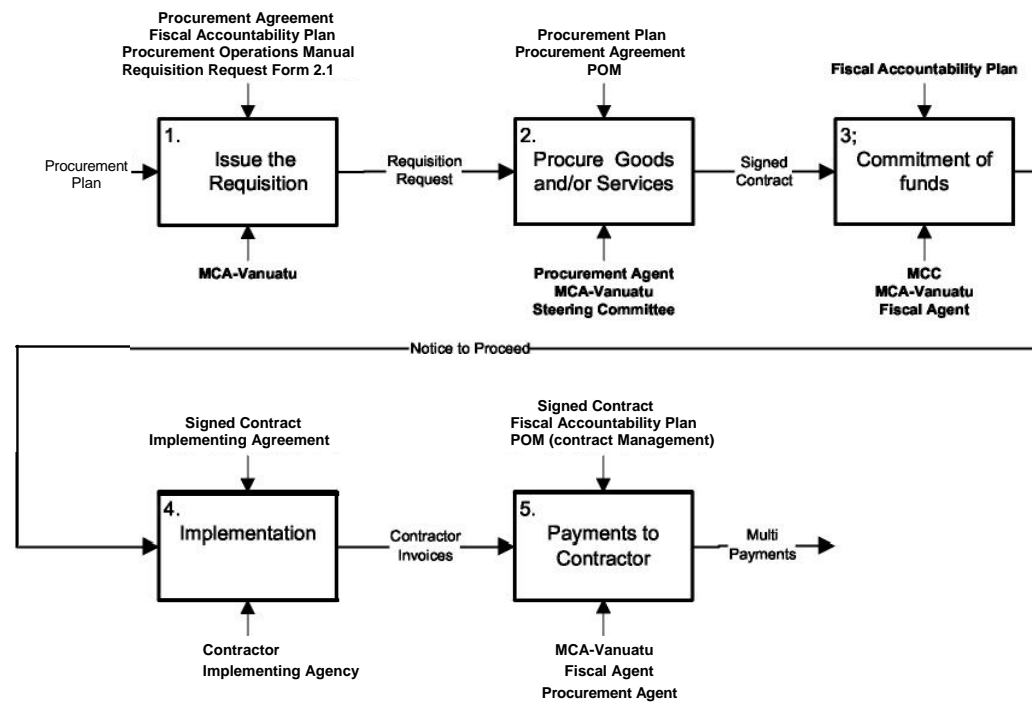 Procurement Agreement
Fiscal Accountability Plan
Procurement Operations Manual
Requisition Request Form 2.1
Procurement Plan
Procurement Agreement
POM
Fiscal Accountability Plan
Procurement
Plan
1.
Issue the
Requisition
Requisition
Request
2.
Procure Goods
and/or Services
Signed
Contract
3;
Commitment of
funds
MCA-Vanuatu
Procurement Agent
MCA-Vanuatu
Steering Committee
MCC
MCA-Vanuatu
Fiscal Agent
Notice to Proceed
Signed Contract
Implementing Agreement
Signed Contract
Fiscal Accountability Plan
POM (contract Management)
4.
Implementation
Contractor
Invoices
5.
Payments to
Contractor
Multi
Payments
Contractor
Implementing Agency
MCA-Vanuatu
Fiscal Agent
Procurement Agent